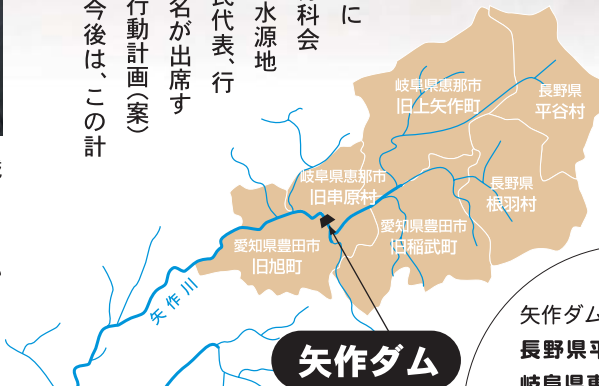 に
科会
水源地
民代表、行
名が出席す
行動計画(案)
今後は、この計
岐阜県恵那市
旧上矢作町
長野県
平谷村
岐阜県恵那市
旧串原村
長野県
根羽村
愛知県豊田市
旧稲武町
愛知県豊田市
旧旭町
矢作川
矢作ダム
矢作ダム
長野県平
岐阜県恵